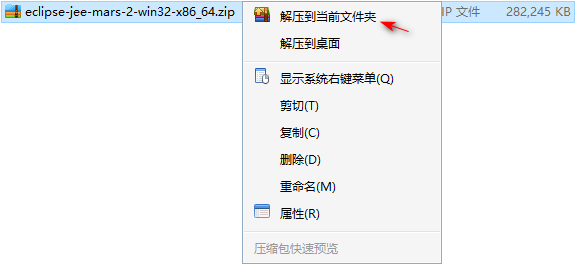 eclipse-jee-mars-2-win32-x86_64.zip
IP 文件
282,245 KB
解压到当前文件夹
解压到桌面
显示系统右键菜单(Q)
剪切(T)
复制(C)
删除(D)
重命名(M)
属性(R)
压缩包快速预览